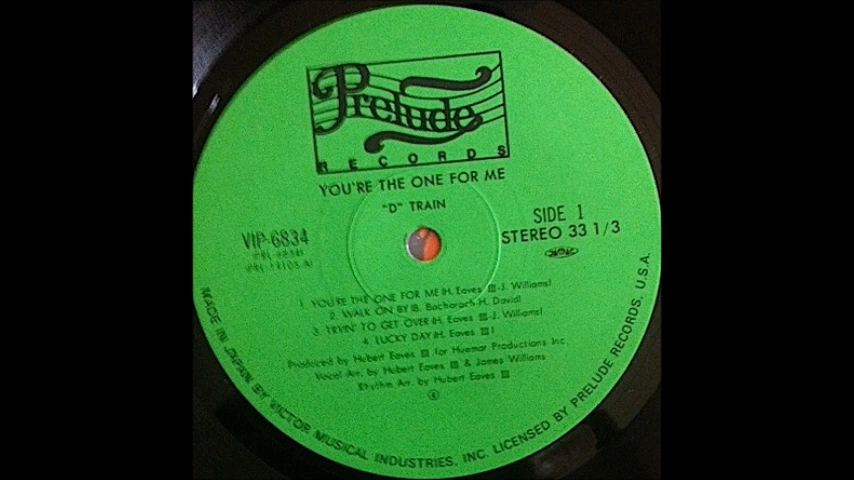 Prelude
RECORDS
YOU'RE THE ONE FOR ME
"D" TRAIN
VIP-6834
SIDE 1
STEREO 33 1/3
1. YOU'RE THE ONE FOR ME (H. Eaves III-J. Williams)
2. WALK ON BY (B. Bacharach-H. David)
3. TRYIN' TO GET OVER (H. Eaves III-J. Williams)
4. LUCKY DAY (H. Eaves III)
Produced by Hubert Eaves III for Huemar Productions Inc.
Vocal Arr. by Hubert Eaves III & James Williams
Rhythm Arr. by Hubert Eaves III
MADE IN JAPAN BY VICTOR MUSICAL INDUSTRIES, INC. LICENSED BY PRELUDE RECORDS, U.S.A.